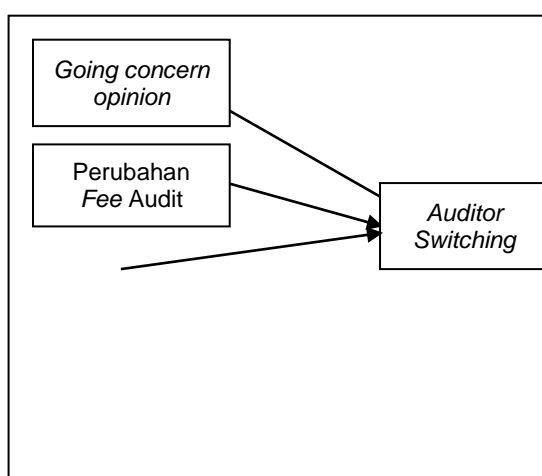 Going concern
opinion
Perubahan
Fee Audit
Auditor
Switching